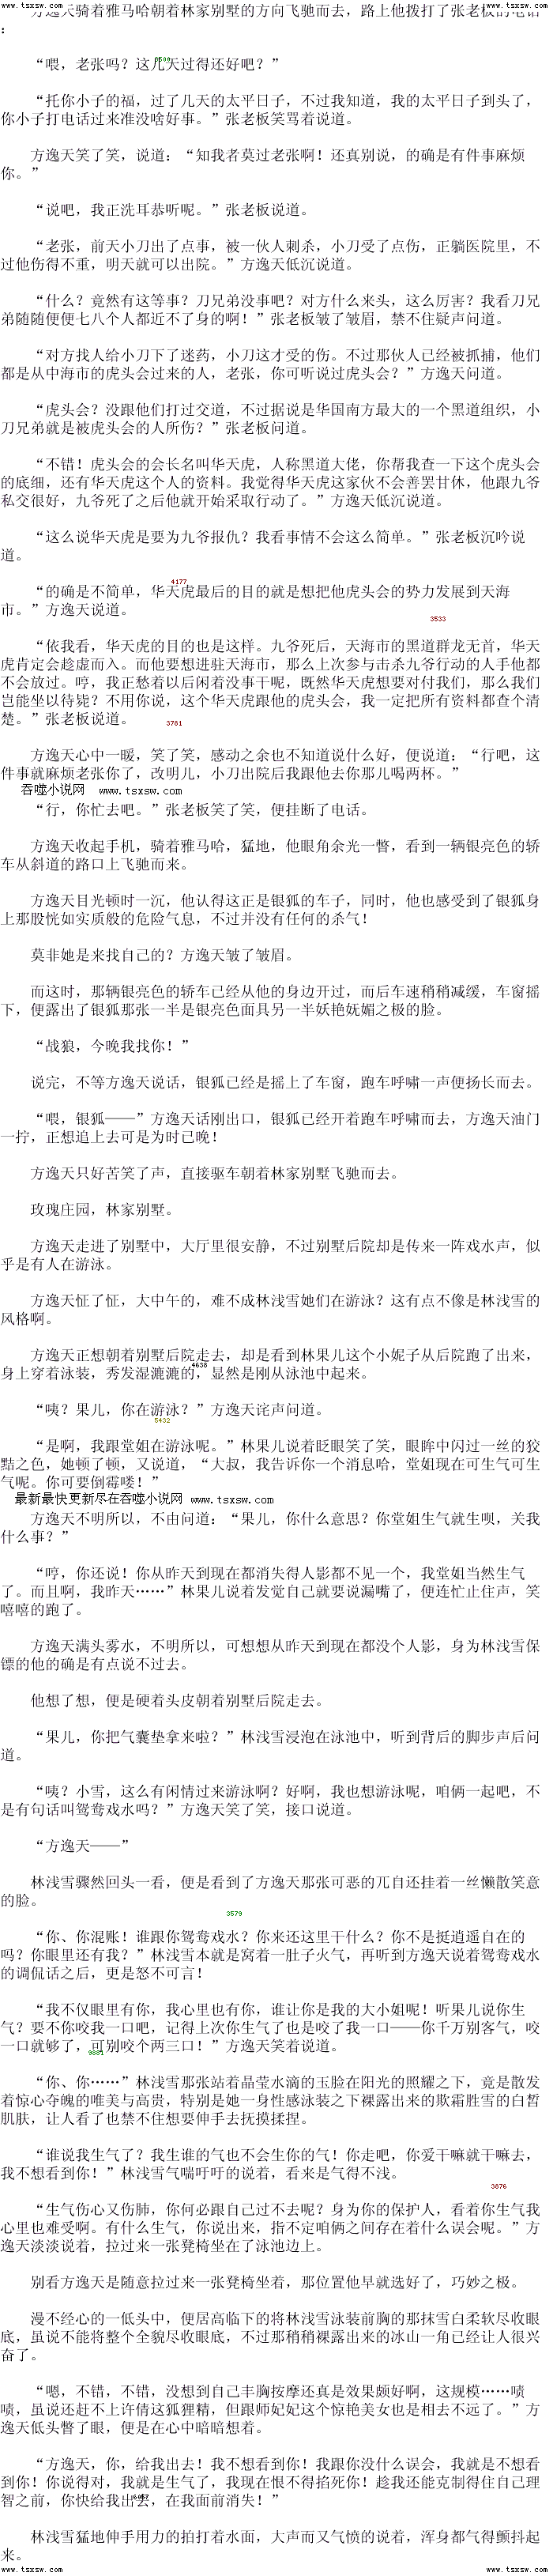 www.tsxsw.com www.tsxsw.com
方逸天骑着雅马哈朝着林家别墅的方向飞驰而去，路上他拨打了张老板的电话
：
“喂，老张吗？这几天过得还好吧？”
“托你小子的福，过了几天的太平日子，不过我知道，我的太平日子到头了，
你小子打电话过来准没啥好事。”张老板笑骂着说道。
方逸天笑了笑，说道：“知我者莫过老张啊！还真别说，的确是有件事麻烦
你。”
“说吧，我正洗耳恭听呢。”张老板说道。
“老张，前天小刀出了点事，被一伙人刺杀，小刀受了点伤，正躺医院里，不
过他伤得不重，明天就可以出院。”方逸天低沉说道。
“什么？竟然有这等事？刀兄弟没事吧？对方什么来头，这么厉害？我看刀兄
弟随随便便七八个人都近不了身的啊！”张老板皱了皱眉，禁不住疑声问道。
“对方找人给小刀下了迷药，小刀这才受的伤。不过那伙人已经被抓捕，他们
都是从中海市的虎头会过来的人，老张，你可听说过虎头会？”方逸天问道。
“虎头会？没跟他们打过交道，不过据说是华国南方最大的一个黑道组织，小
刀兄弟就是被虎头会的人所伤？”张老板问道。
“不错！虎头会的会长名叫华天虎，人称黑道大佬，你帮我查一下这个虎头会
的底细，还有华天虎这个人的资料。我觉得华天虎这家伙不会善罢甘休，他跟九爷
私交很好，九爷死了之后他就开始采取行动了。”方逸天低沉说道。
“这么说华天虎是要为九爷报仇？我看事情不会这么简单。”张老板沉吟说
道。
“的确是不简单，华天虎最后的目的就是想把他虎头会的势力发展到天海
4177
市。”方逸天说道。
3533
“依我看，华天虎的目的也是这样。九爷死后，天海市的黑道群龙无首，华天
虎肯定会趁虚而入。而他要想进驻天海市，那么上次参与击杀九爷行动的人手他都
不会放过。哼，我正愁着以后闲着没事干呢，既然华天虎想要对付我们，那么我们
岂能坐以待毙？不用你说，这个华天虎跟他的虎头会，我一定把所有资料都查个清
楚。”张老板说道。
3781
方逸天心中一暖，笑了笑，感动之余也不知道说什么好，便说道：“行吧，这
件事就麻烦老张你了，改明儿，小刀出院后我跟他去你那儿喝两杯。”
吞噬小说网 www.tsxsw.com
“行，你忙去吧。”张老板笑了笑，便挂断了电话。
方逸天收起手机，骑着雅马哈，猛地，他眼角余光一瞥，看到一辆银亮色的轿
车从斜道的路口上飞驰而来。
方逸天目光顿时一沉，他认得这正是银狐的车子，同时，他也感受到了银狐身
上那股恍如实质般的危险气息，不过并没有任何的杀气！
莫非她是来找自己的？方逸天皱了皱眉。
而这时，那辆银亮色的轿车已经从他的身边开过，而后车速稍稍减缓，车窗摇
下，便露出了银狐那张一半是银亮色面具另一半妖艳妩媚之极的脸。
“战狼，今晚我找你！”
说完，不等方逸天说话，银狐已经是摇上了车窗，跑车呼啸一声便扬长而去。
“喂，银狐——”方逸天话刚出口，银狐已经开着跑车呼啸而去，方逸天油门
一拧，正想追上去可是为时已晚！
方逸天只好苦笑了声，直接驱车朝着林家别墅飞驰而去。
玫瑰庄园，林家别墅。
方逸天走进了别墅中，大厅里很安静，不过别墅后院却是传来一阵戏水声，似
乎是有人在游泳。
方逸天怔了怔，大中午的，难不成林浅雪她们在游泳？这有点不像是林浅雪的
风格啊。
方逸天正想朝着别墅后院走去，却是看到林果儿这个小妮子从后院跑了出来，
4638
身上穿着泳装，秀发湿漉漉的，显然是刚从泳池中起来。
“咦？果儿，你在游泳？”方逸天诧声问道。
5432
“是啊，我跟堂姐在游泳呢。”林果儿说着眨眼笑了笑，眼眸中闪过一丝的狡
黠之色，她顿了顿，又说道，“大叔，我告诉你一个消息哈，堂姐现在可生气可生
气呢。你可要倒霉喽！”
最新最快更新尽在吞噬小说网 www.tsxsw.com
方逸天不明所以，不由问道：“果儿，你什么意思？你堂姐生气就生呗，关我
什么事？”
“哼，你还说！你从昨天到现在都消失得人影都不见一个，我堂姐当然生气
了。而且啊，我昨天……”林果儿说着发觉自己就要说漏嘴了，便连忙止住声，笑
嘻嘻的跑了。
方逸天满头雾水，不明所以，可想想从昨天到现在都没个人影，身为林浅雪保
镖的他的确是有点说不过去。
他想了想，便是硬着头皮朝着别墅后院走去。
“果儿，你把气囊垫拿来啦？”林浅雪浸泡在泳池中，听到背后的脚步声后问
道。
“咦？小雪，这么有闲情过来游泳啊？好啊，我也想游泳呢，咱俩一起吧，不
是有句话叫鸳鸯戏水吗？”方逸天笑了笑，接口说道。
“方逸天——”
林浅雪骤然回头一看，便是看到了方逸天那张可恶的兀自还挂着一丝懒散笑意
的脸。
3579
“你、你混账！谁跟你鸳鸯戏水？你来还这里干什么？你不是挺逍遥自在的
吗？你眼里还有我？”林浅雪本就是窝着一肚子火气，再听到方逸天说着鸳鸯戏水
的调侃话之后，更是怒不可言！
“我不仅眼里有你，我心里也有你，谁让你是我的大小姐呢！听果儿说你生
气？要不你咬我一口吧，记得上次你生气了也是咬了我一口——你千万别客气，咬
一口就够了，可别咬个两三口！”方逸天笑着说道。
9881
“你、你……”林浅雪那张站着晶莹水滴的玉脸在阳光的照耀之下，竟是散发
着惊心夺魄的唯美与高贵，特别是她一身性感泳装之下裸露出来的欺霜胜雪的白皙
肌肤，让人看了也禁不住想要伸手去抚摸揉捏。
“谁说我生气了？我生谁的气也不会生你的气！你走吧，你爱干嘛就干嘛去，
我不想看到你！”林浅雪气喘吁吁的说着，看来是气得不浅。
3876
“生气伤心又伤肺，你何必跟自己过不去呢？身为你的保护人，看着你生气我
心里也难受啊。有什么生气，你说出来，指不定咱俩之间存在着什么误会呢。”方
逸天淡淡说着，拉过来一张凳椅坐在了泳池边上。
别看方逸天是随意拉过来一张凳椅坐着，那位置他早就选好了，巧妙之极。
漫不经心的一低头中，便居高临下的将林浅雪泳装前胸的那抹雪白柔软尽收眼
底，虽说不能将整个全貌尽收眼底，不过那稍稍裸露出来的冰山一角已经让人很兴
奋了。
“嗯，不错，不错，没想到自己丰胸按摩还真是效果颇好啊，这规模……啧
啧，虽说还赶不上许倩这狐狸精，但跟师妃妃这个惊艳美女也是相去不远了。”方
逸天低头瞥了眼，便是在心中暗暗想着。
“方逸天，你，给我出去！我不想看到你！我跟你没什么误会，我就是不想看
到你！你说得对，我就是生气了，我现在恨不得掐死你！趁我还能克制得住自己理
智之前，你快给我出去，在我面前消失！”
林浅雪猛地伸手用力的拍打着水面，大声而又气愤的说着，浑身都气得颤抖起
来。
www.tsxsw.com www.tsxsw.com